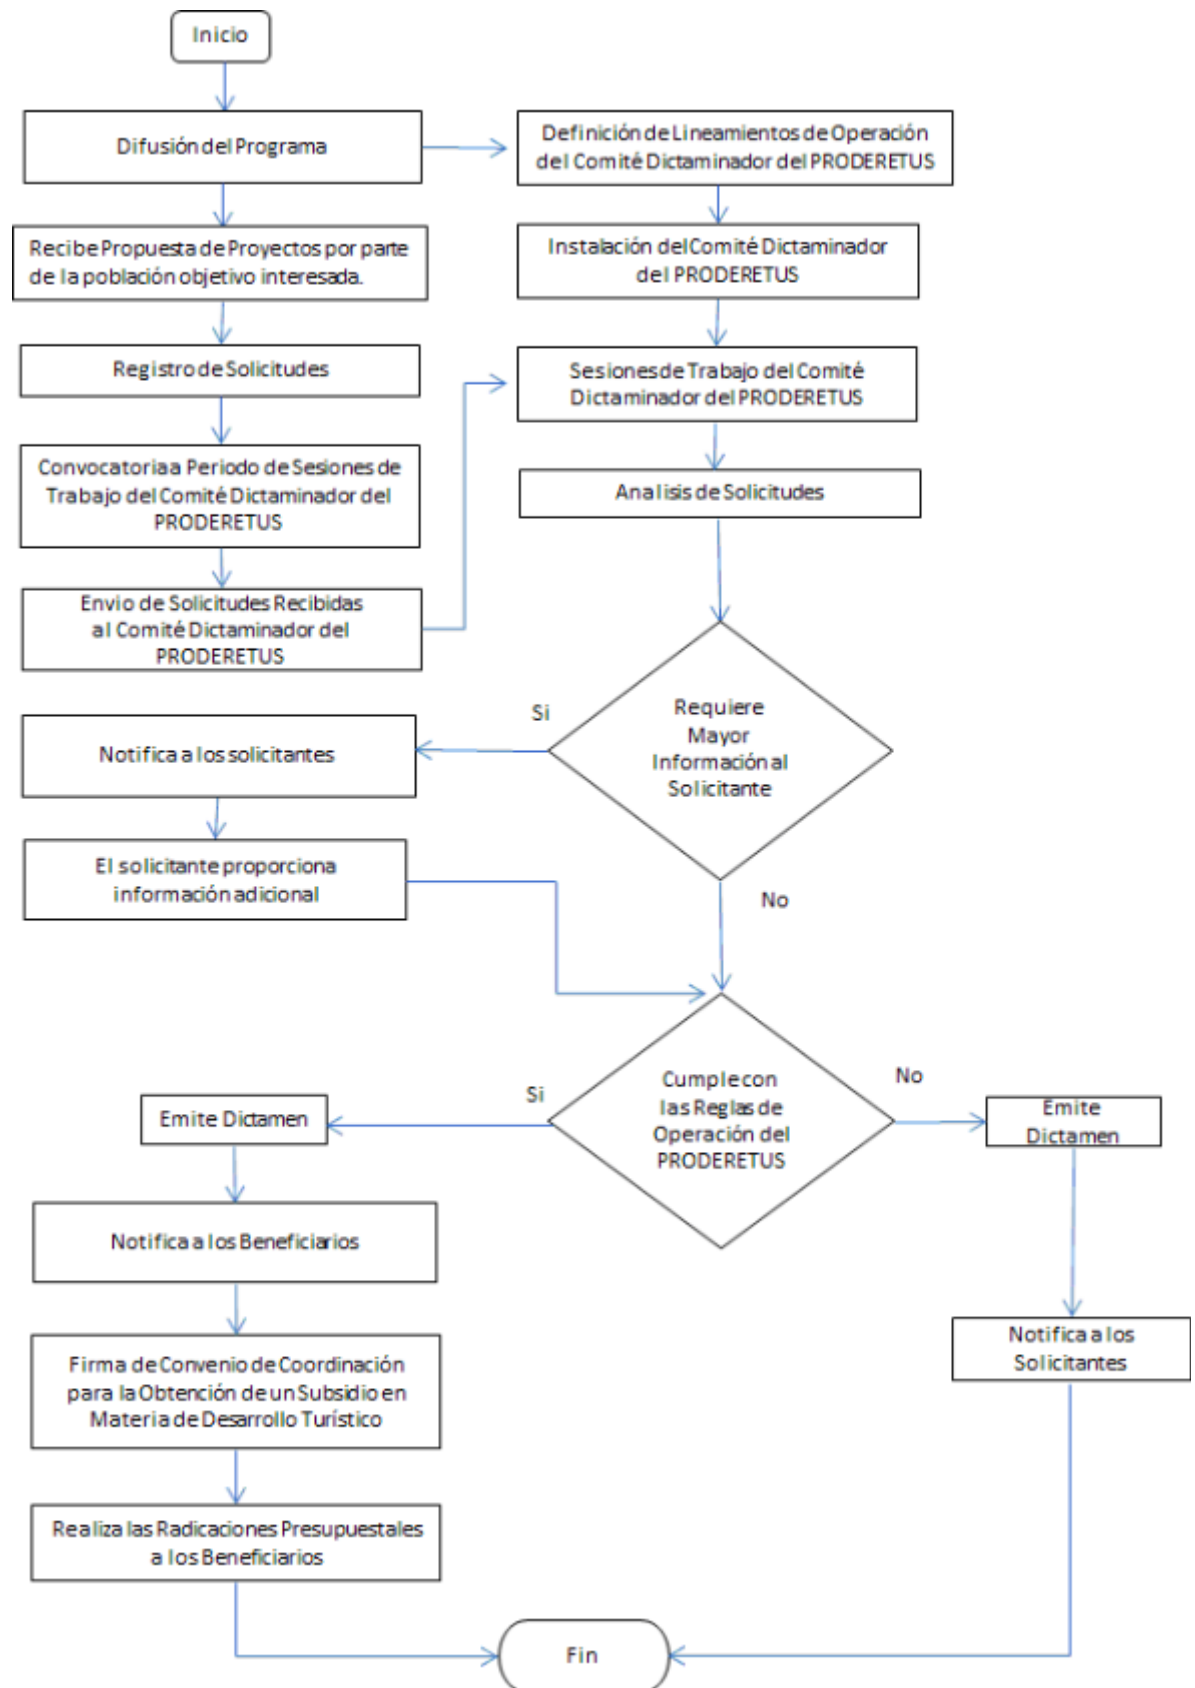 Inicio
Difusión del Programa
Definición de Lineamientos de Operación
del Comité Dictaminador del PRODERETUS
Recibe Propuesta de Proyectos por parte
de la población objetivo interesada.
Instalación del Comité Dictaminador
del PRODERETUS
Registro de Solicitudes
Sesiones de Trabajo del Comité
Dictaminador del PRODERETUS
Convocatoria a Periodo de Sesiones de
Trabajo del Comité Dictaminador del
PRODERETUS
Analisis de Solicitudes
Envio de Solicitudes Recibidas
al Comité Dictaminador del
PRODERETUS
Requiere
Mayor
Información al
Solicitante
Si
Notifica a los solicitantes
El solicitante proporciona
información adicional
No
Cumple con
las Reglas de
Operación del
PRODERETUS
Si
No
Emite Dictamen
Emite
Dictamen
Notifica a los Beneficiarios
Notifica a los
Solicitantes
Firma de Convenio de Coordinación
para la Obtención de un Subsidio en
Materia de Desarrollo Turístico
Realiza las Radicaciones Presupuestales
a los Beneficiarios
Fin